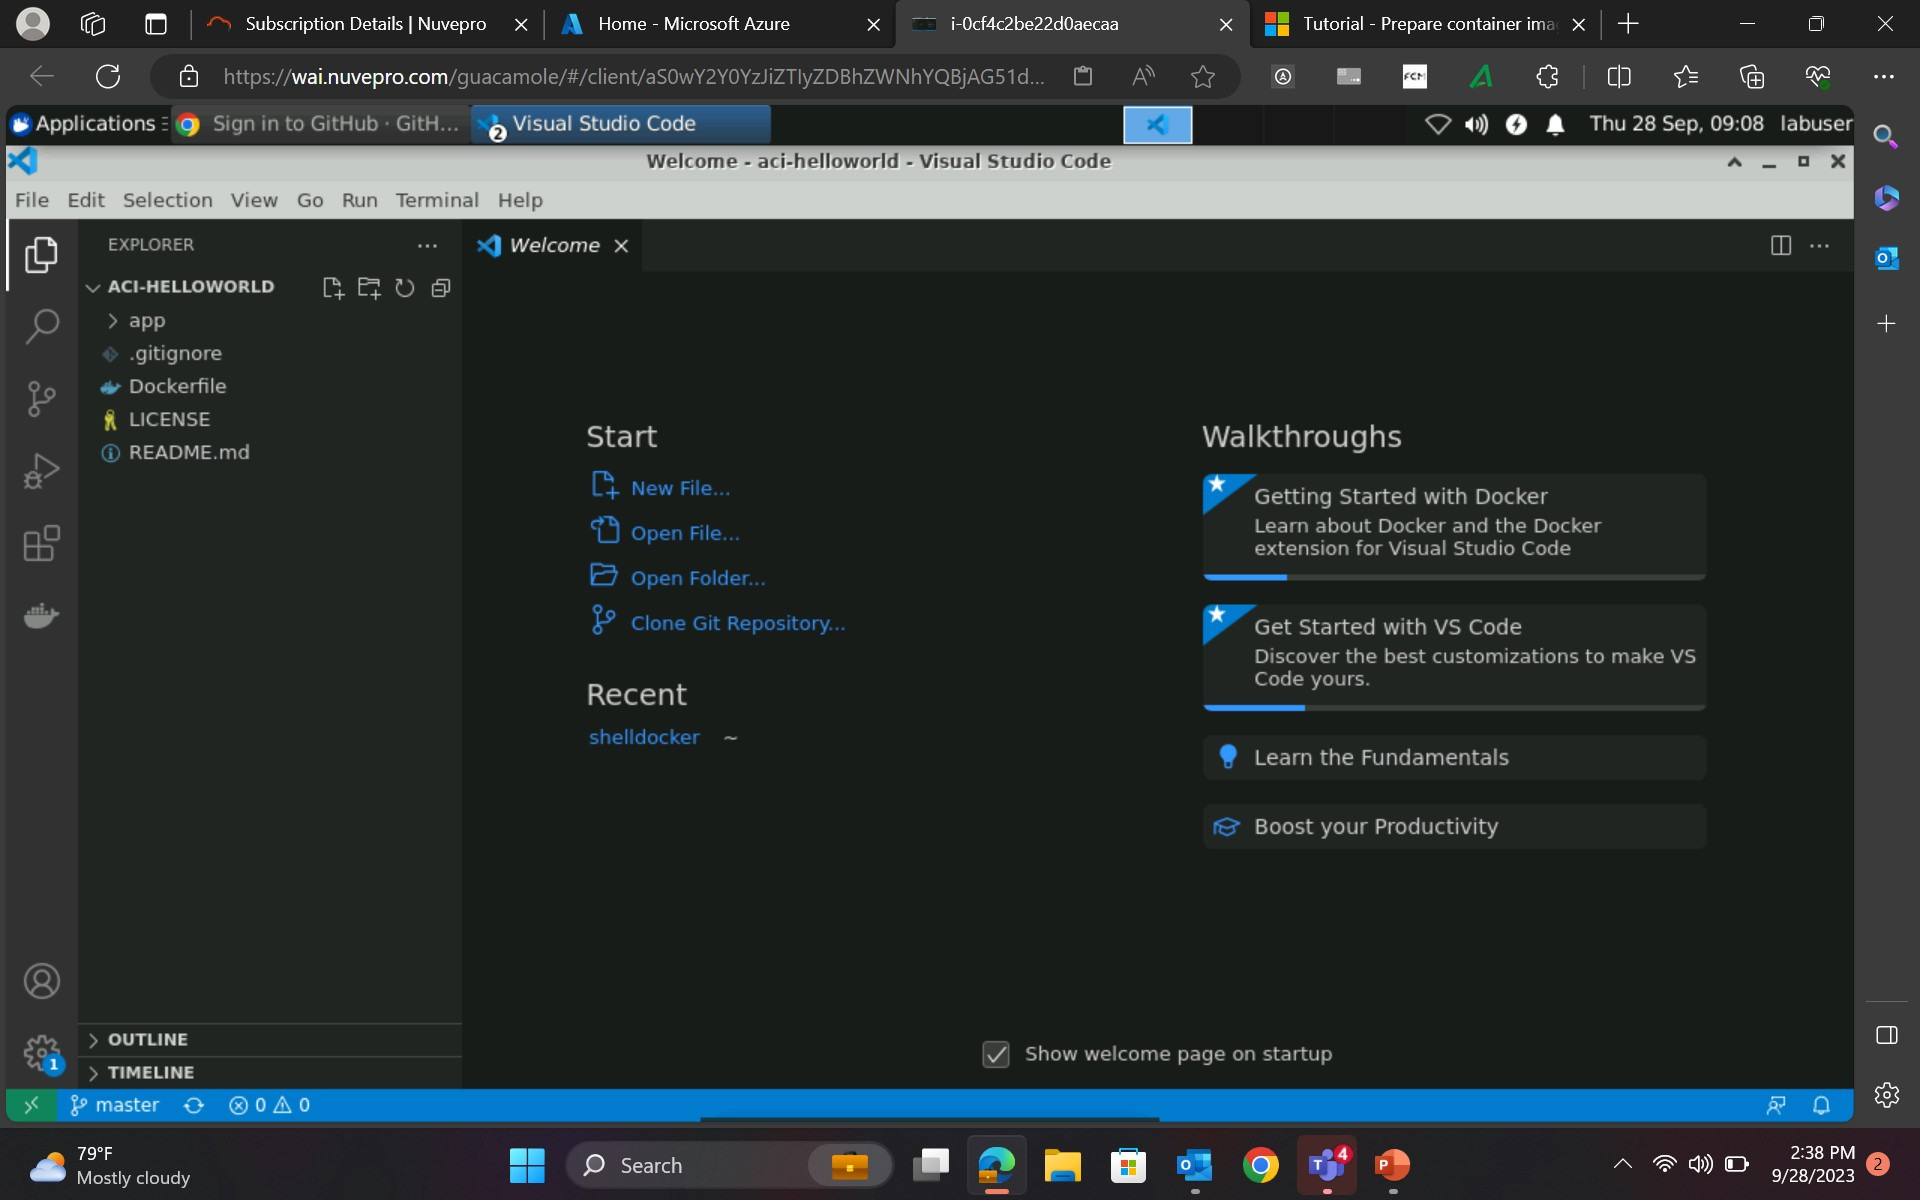 Subscription Details | Nuvepro
Home - Microsoft Azure
i-0cf4c2be22d0aecaa
Tutorial - Prepare container ima
https://wai.nuvepro.com/guacamole/#/client/aS0wY2Y0YzJiZTIyZDBhZWNhYQBjAG51d...
FCM
Applications
Sign in to GitHub · GitH...
2
Visual Studio Code
Thu 28 Sep, 09:08
labuser
Welcome - aci-helloworld - Visual Studio Code
File
Edit
Selection
View
Go
Run
Terminal
Help
EXPLORER
Welcome
ACI-HELLOWORLD
app
.gitignore
Dockerfile
LICENSE
README.md
Start
New File...
Open File...
Open Folder...
Clone Git Repository...
Recent
shelldocker ~
Walkthroughs
Getting Started with Docker
Learn about Docker and the Docker
extension for Visual Studio Code
Get Started with VS Code
Discover the best customizations to make VS
Code yours.
Learn the Fundamentals
Boost your Productivity
1
OUTLINE
TIMELINE
Show welcome page on startup
master
0
0
79°F
Mostly cloudy
Search
4
2:38 PM
9/28/2023
2